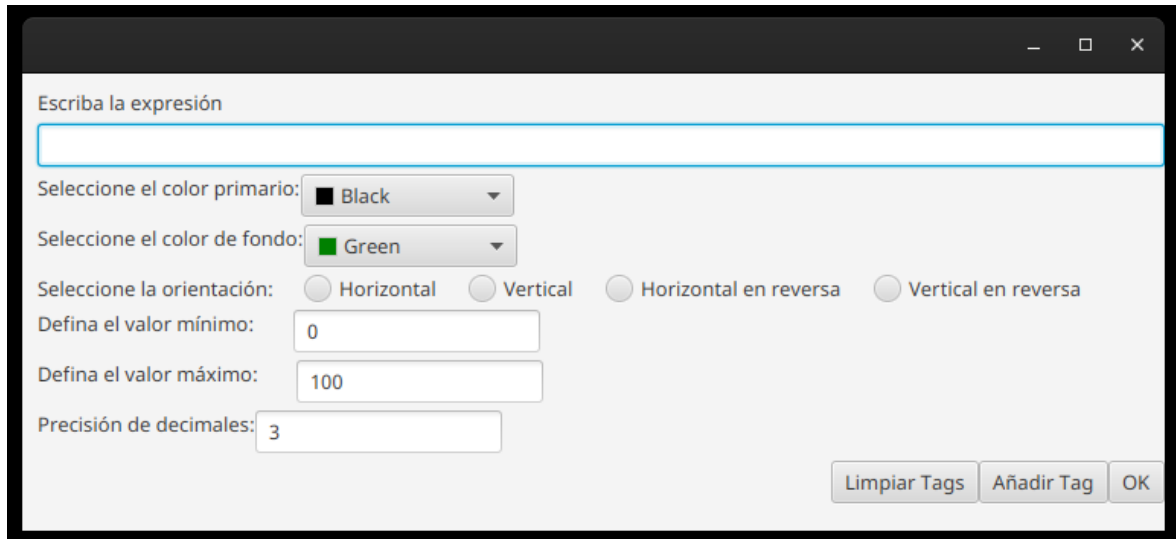 Escriba la expresión
Seleccione el color primario: Black
Seleccione el color de fondo: Green
Seleccione la orientación: Horizontal Vertical Horizontal en reversa Vertical en reversa
Defina el valor mínimo: 0
Defina el valor máximo: 100
Precisión de decimales: 3
Limpiar Tags Añadir Tag OK